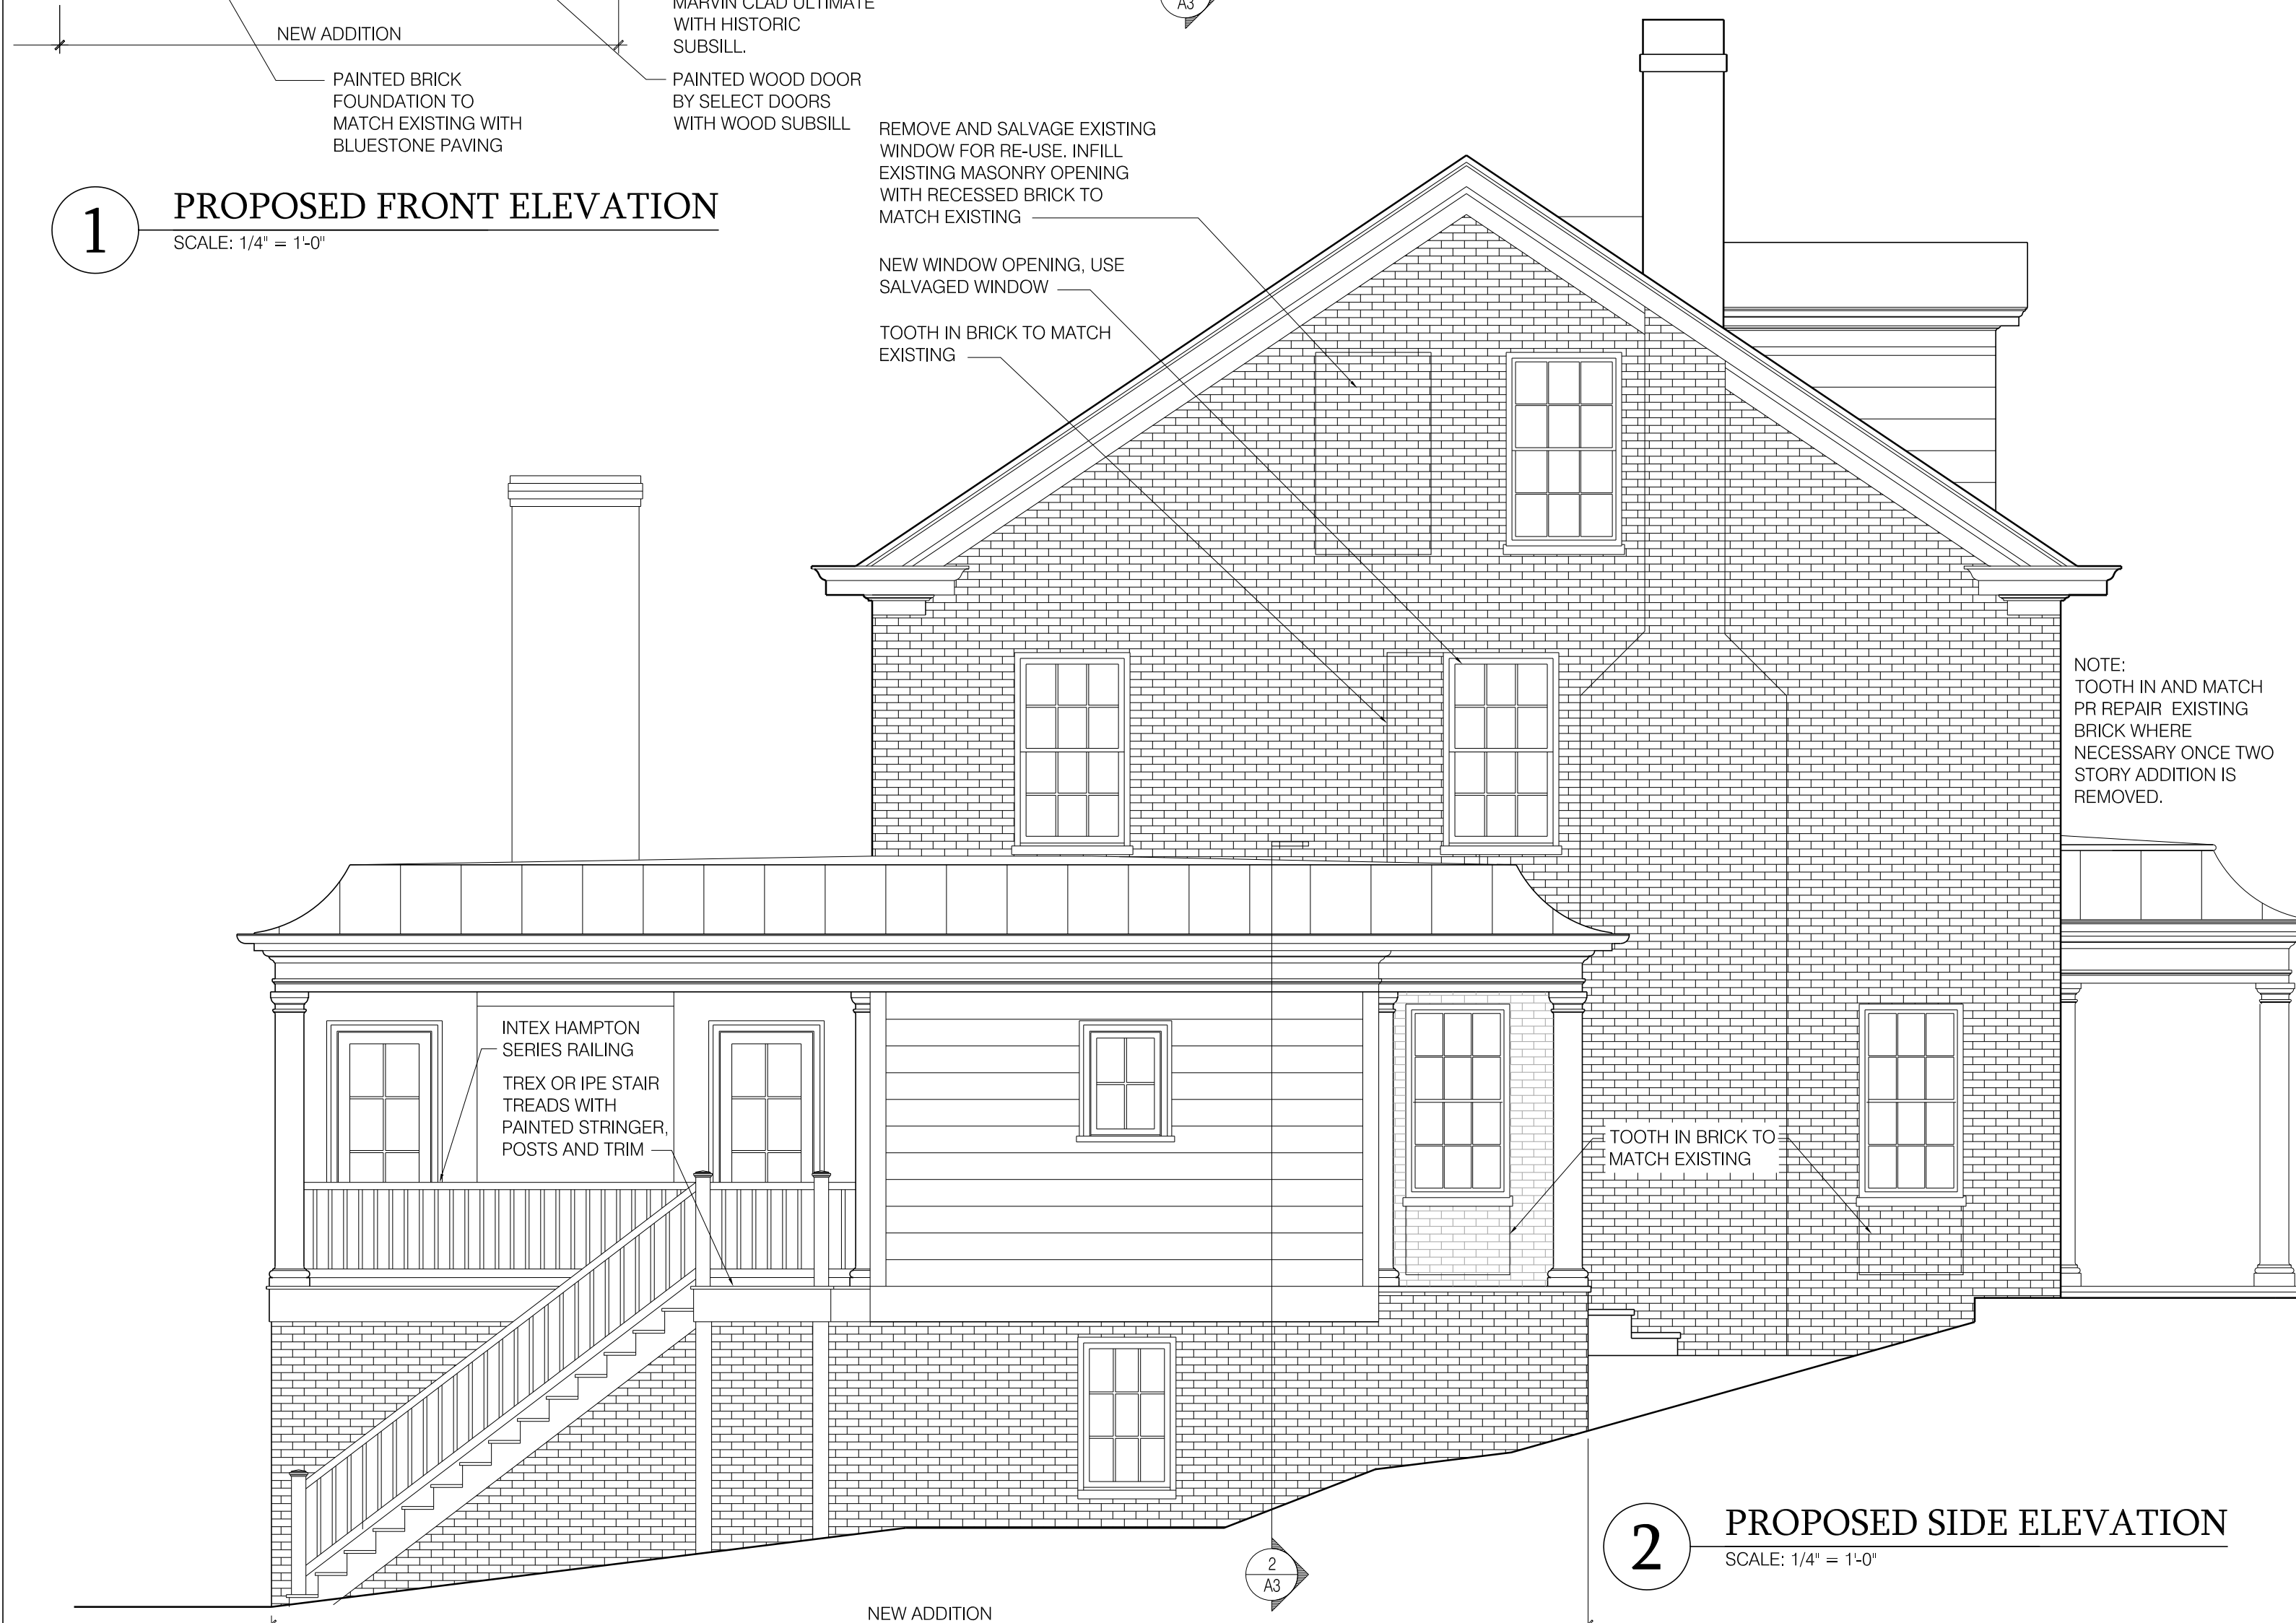 MARVIN CLAD ULTIMATE
WITH HISTORIC
SUBSILL.
A3
NEW ADDITION
PAINTED BRICK
FOUNDATION TO
MATCH EXISTING WITH
BLUESTONE PAVING
PAINTED WOOD DOOR
BY SELECT DOORS
WITH WOOD SUBSILL
1
PROPOSED FRONT ELEVATION
SCALE: 1/4" = 1'-0"
REMOVE AND SALVAGE EXISTING
WINDOW FOR RE-USE. INFILL
EXISTING MASONRY OPENING
WITH RECESSED BRICK TO
MATCH EXISTING
NEW WINDOW OPENING, USE
SALVAGED WINDOW
TOOTH IN BRICK TO MATCH
EXISTING
NOTE:
TOOTH IN AND MATCH
PR REPAIR EXISTING
BRICK WHERE
NECESSARY ONCE TWO
STORY ADDITION IS
REMOVED.
INTEX HAMPTON
SERIES RAILING
TREX OR IPE STAIR
TREADS WITH
PAINTED STRINGER,
POSTS AND TRIM
TOOTH IN BRICK TO
MATCH EXISTING
2
A3
2
PROPOSED SIDE ELEVATION
SCALE: 1/4" = 1'-0"
NEW ADDITION